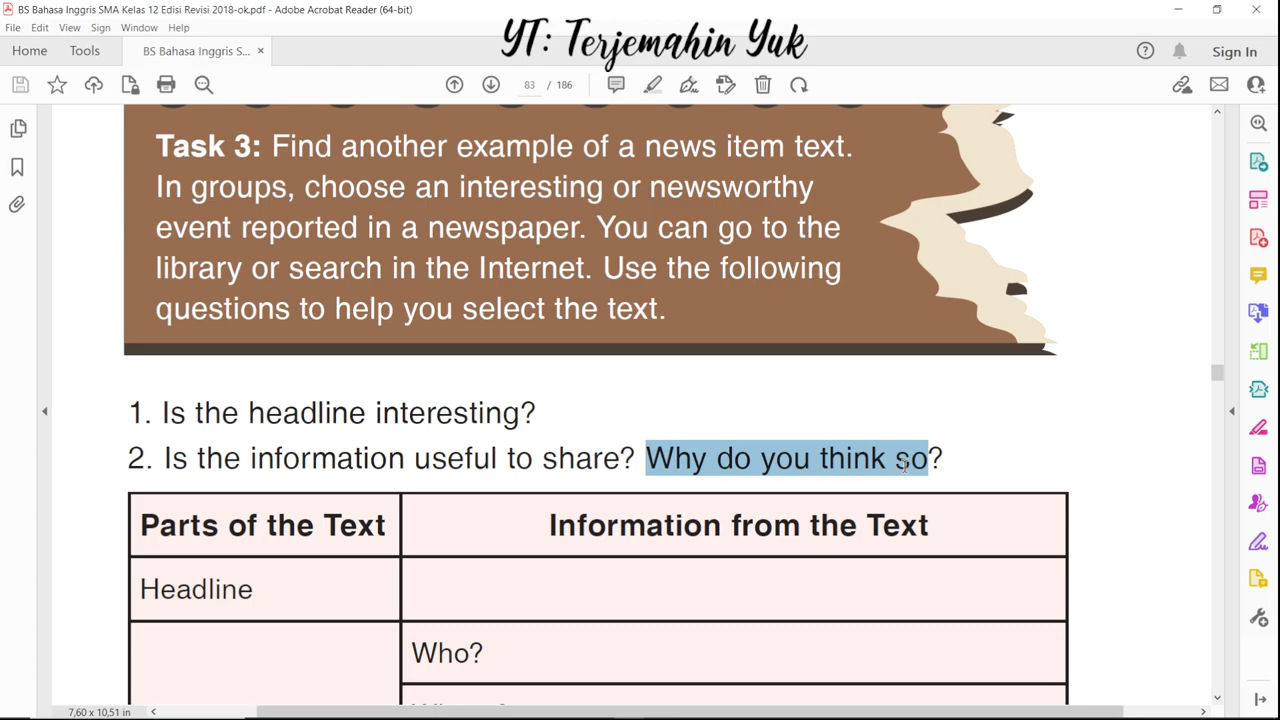 BS Bahasa Inggris SMA Kelas 12 Edisi Revisi 2018-ok.pdf - Adobe Acrobat Reader (64-bit)
YT: Terjemahin Yuk
File Edit View Sign Window Help
Home Tools BS Bahasa Inggris S... × Sign In
83 / 186
Task 3: Find another example of a news item text.
In groups, choose an interesting or newsworthy
event reported in a newspaper. You can go to the
library or search in the Internet. Use the following
questions to help you select the text.
1. Is the headline interesting?
2. Is the information useful to share? Why do you think so?
Parts of the Text Information from the Text
Headline
Who?
7,60 x 10,51 in